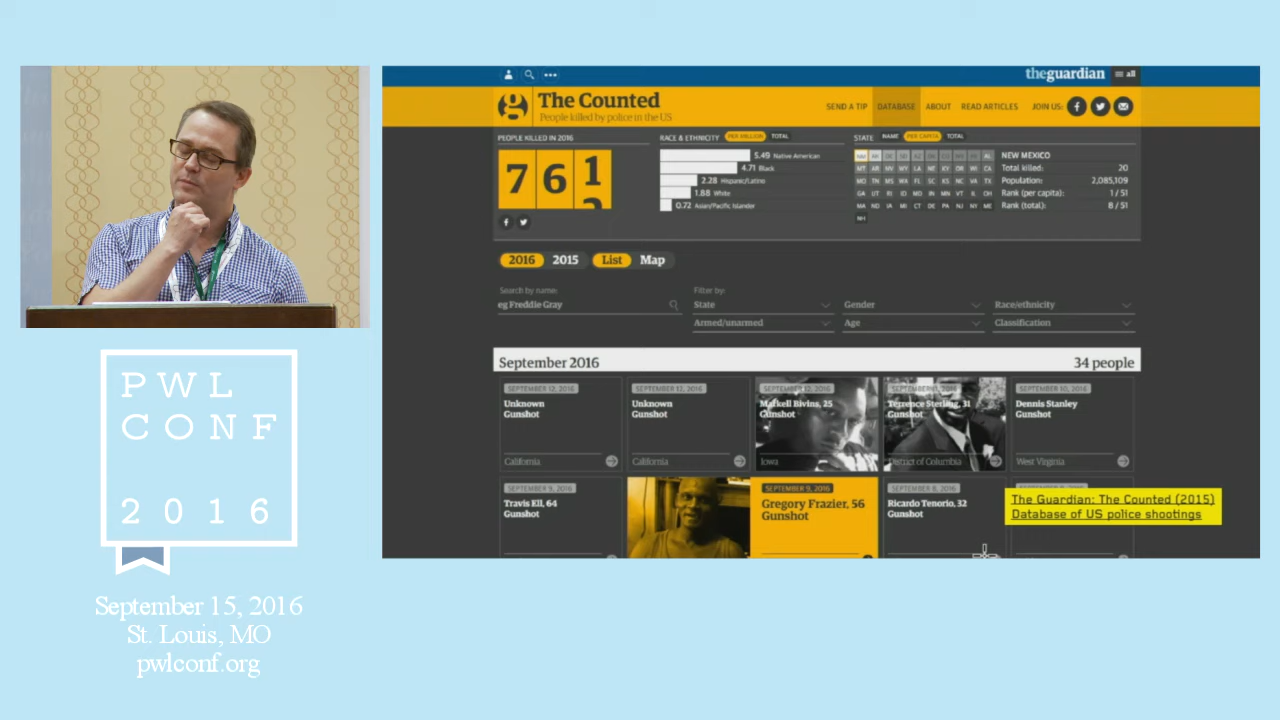 theguardian
all
The Counted
People killed by police in the US
SEND A TIP DATABASE ABOUT READ ARTICLES JOIN US:
PEOPLE KILLED IN 2016
761
RACE & ETHNICITY PER MILLION TOTAL
5.49 Native American
4.71 Black
2.28 Hispanic/Latino
1.88 White
0.72 Asian/Pacific Islander
STATE NAME PER CAPITA TOTAL
NEW MEXICO
Total killed: 20
Population: 2,085,109
Rank (per capita): 1/51
Rank (total): 8/51
2016 2015 List Map
Search by name:
eg Freddie Gray
Filter by:
State Gender Race/ethnicity
Armed/unarmed Age Classification
September 2016 34 people
SEPTEMBER 12, 2016
Unknown
Gunshot
California
SEPTEMBER 12, 2016
Unknown
Gunshot
California
SEPTEMBER 12, 2016
Markell Bivins, 25
Gunshot
Iowa
Terrence Sterling, 31
Gunshot
District of Columbia
SEPTEMBER 10, 2016
Dennis Stanley
Gunshot
West Virginia
SEPTEMBER 9, 2016
Travis Ell, 64
Gunshot
SEPTEMBER 9, 2016
Gregory Frazier, 56
Gunshot
SEPTEMBER 8, 2016
Ricardo Tenorio, 32
Gunshot
The Guardian: The Counted (2015)
Database of US police shootings
PWL
CONF
2016
September 15, 2016
St. Louis, MO
pwlconf.org